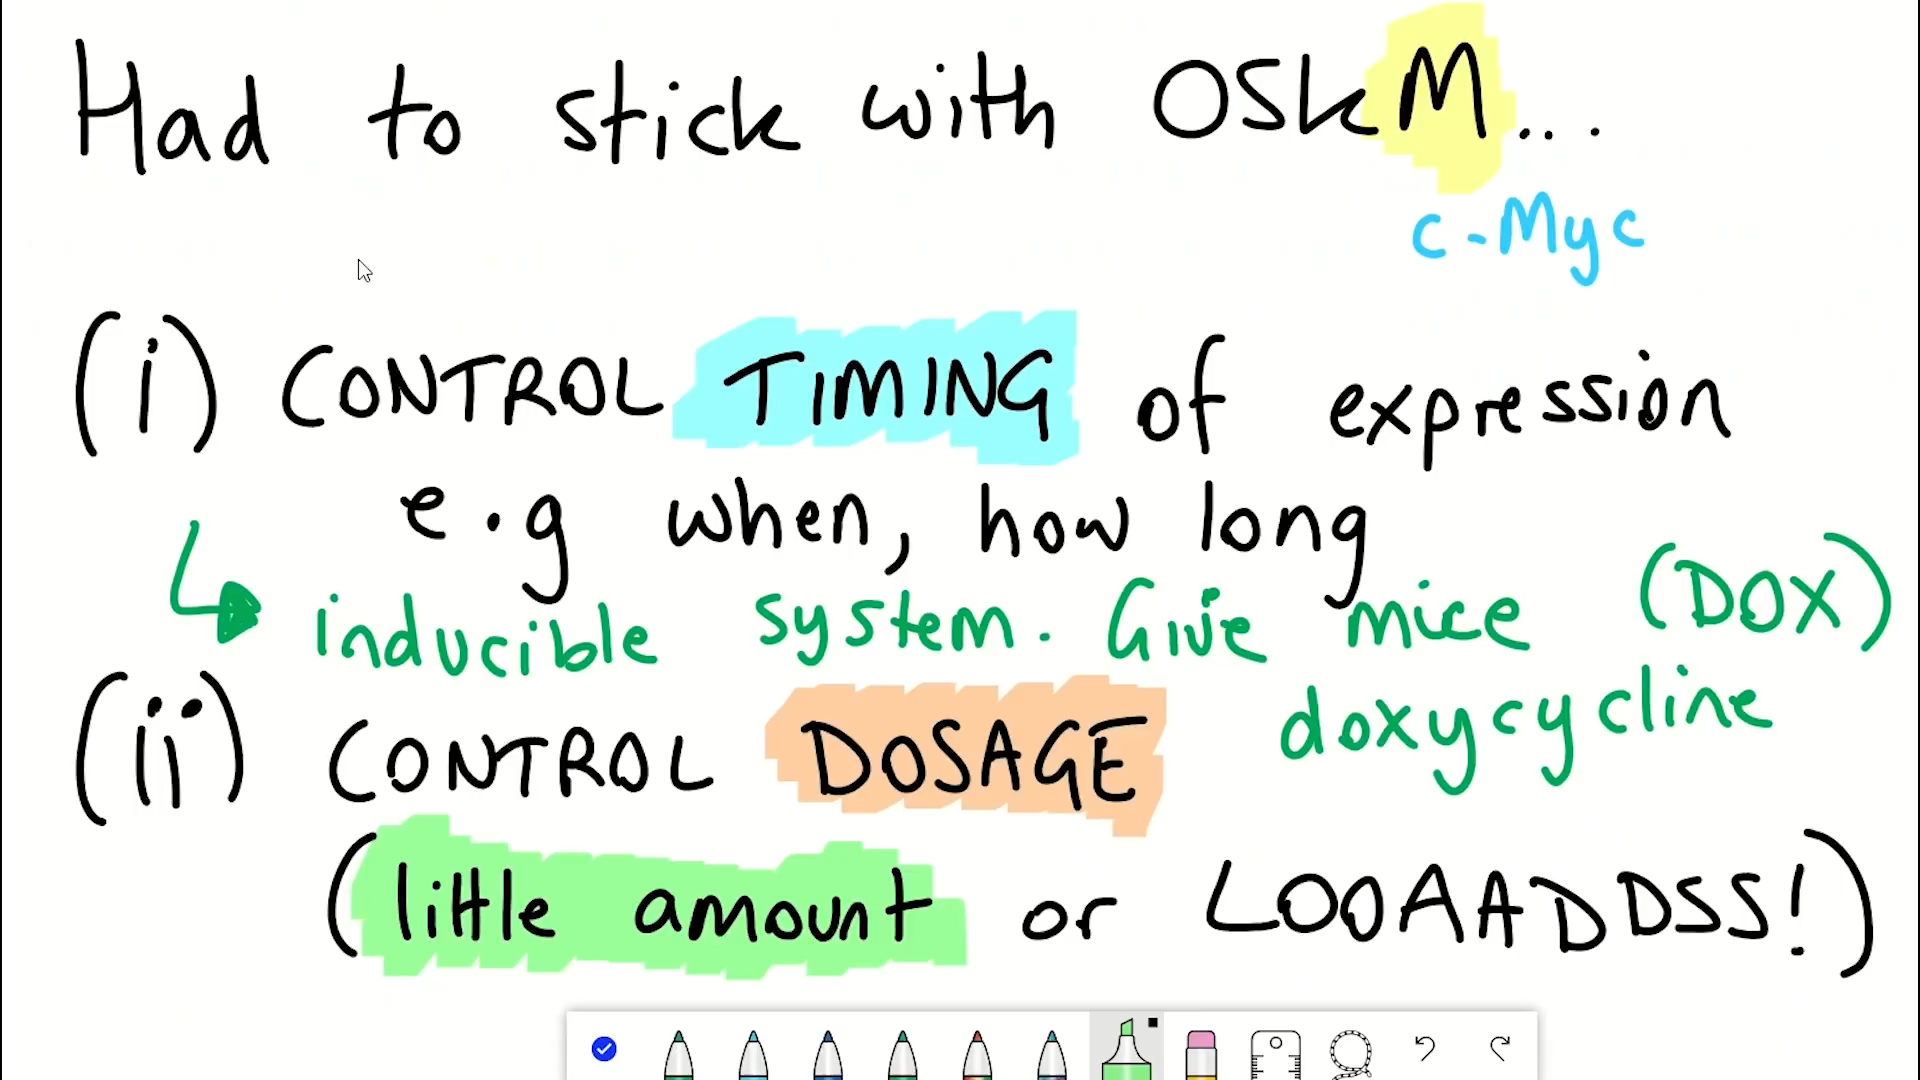 Had to stick with OSKM...
c-Myc
(i) CONTROL TIMING of expression
e.g when, how long
inducible system. Give mice (DOX)
doxycycline
(ii) CONTROL DOSAGE
(little amount or LOOAADDSS!)